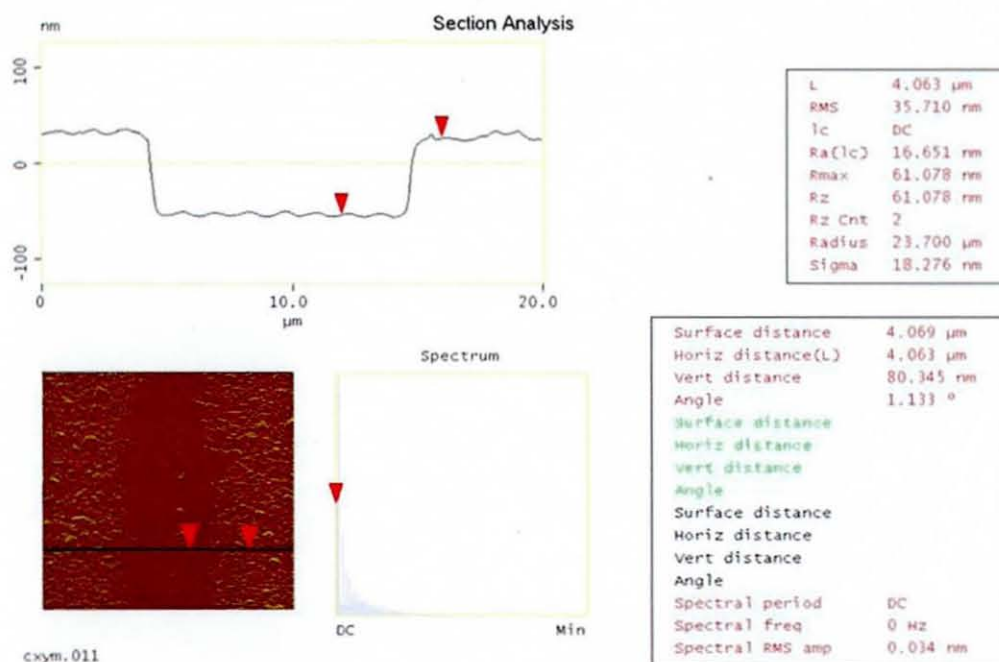 Section Analysis
nm
100
0
-100
0 10.0 20.0
μm
L 4.063 μm
RMS 35.710 nm
lc DC
Ra(lc) 16.651 nm
Rmax 61.078 nm
Rz 61.078 nm
Rz Cnt 2
Radius 23.700 μm
Sigma 18.276 nm
Surface distance 4.069 μm
Horiz distance(L) 4.063 μm
Vert distance 80.345 nm
Angle 1.133 °
Surface distance
Horiz distance
Vert distance
Angle
Surface distance
Horiz distance
Vert distance
Angle
Spectral period DC
Spectral freq 0 Hz
Spectral RMS amp 0.034 nm
Spectrum
DC Min
cxym.011